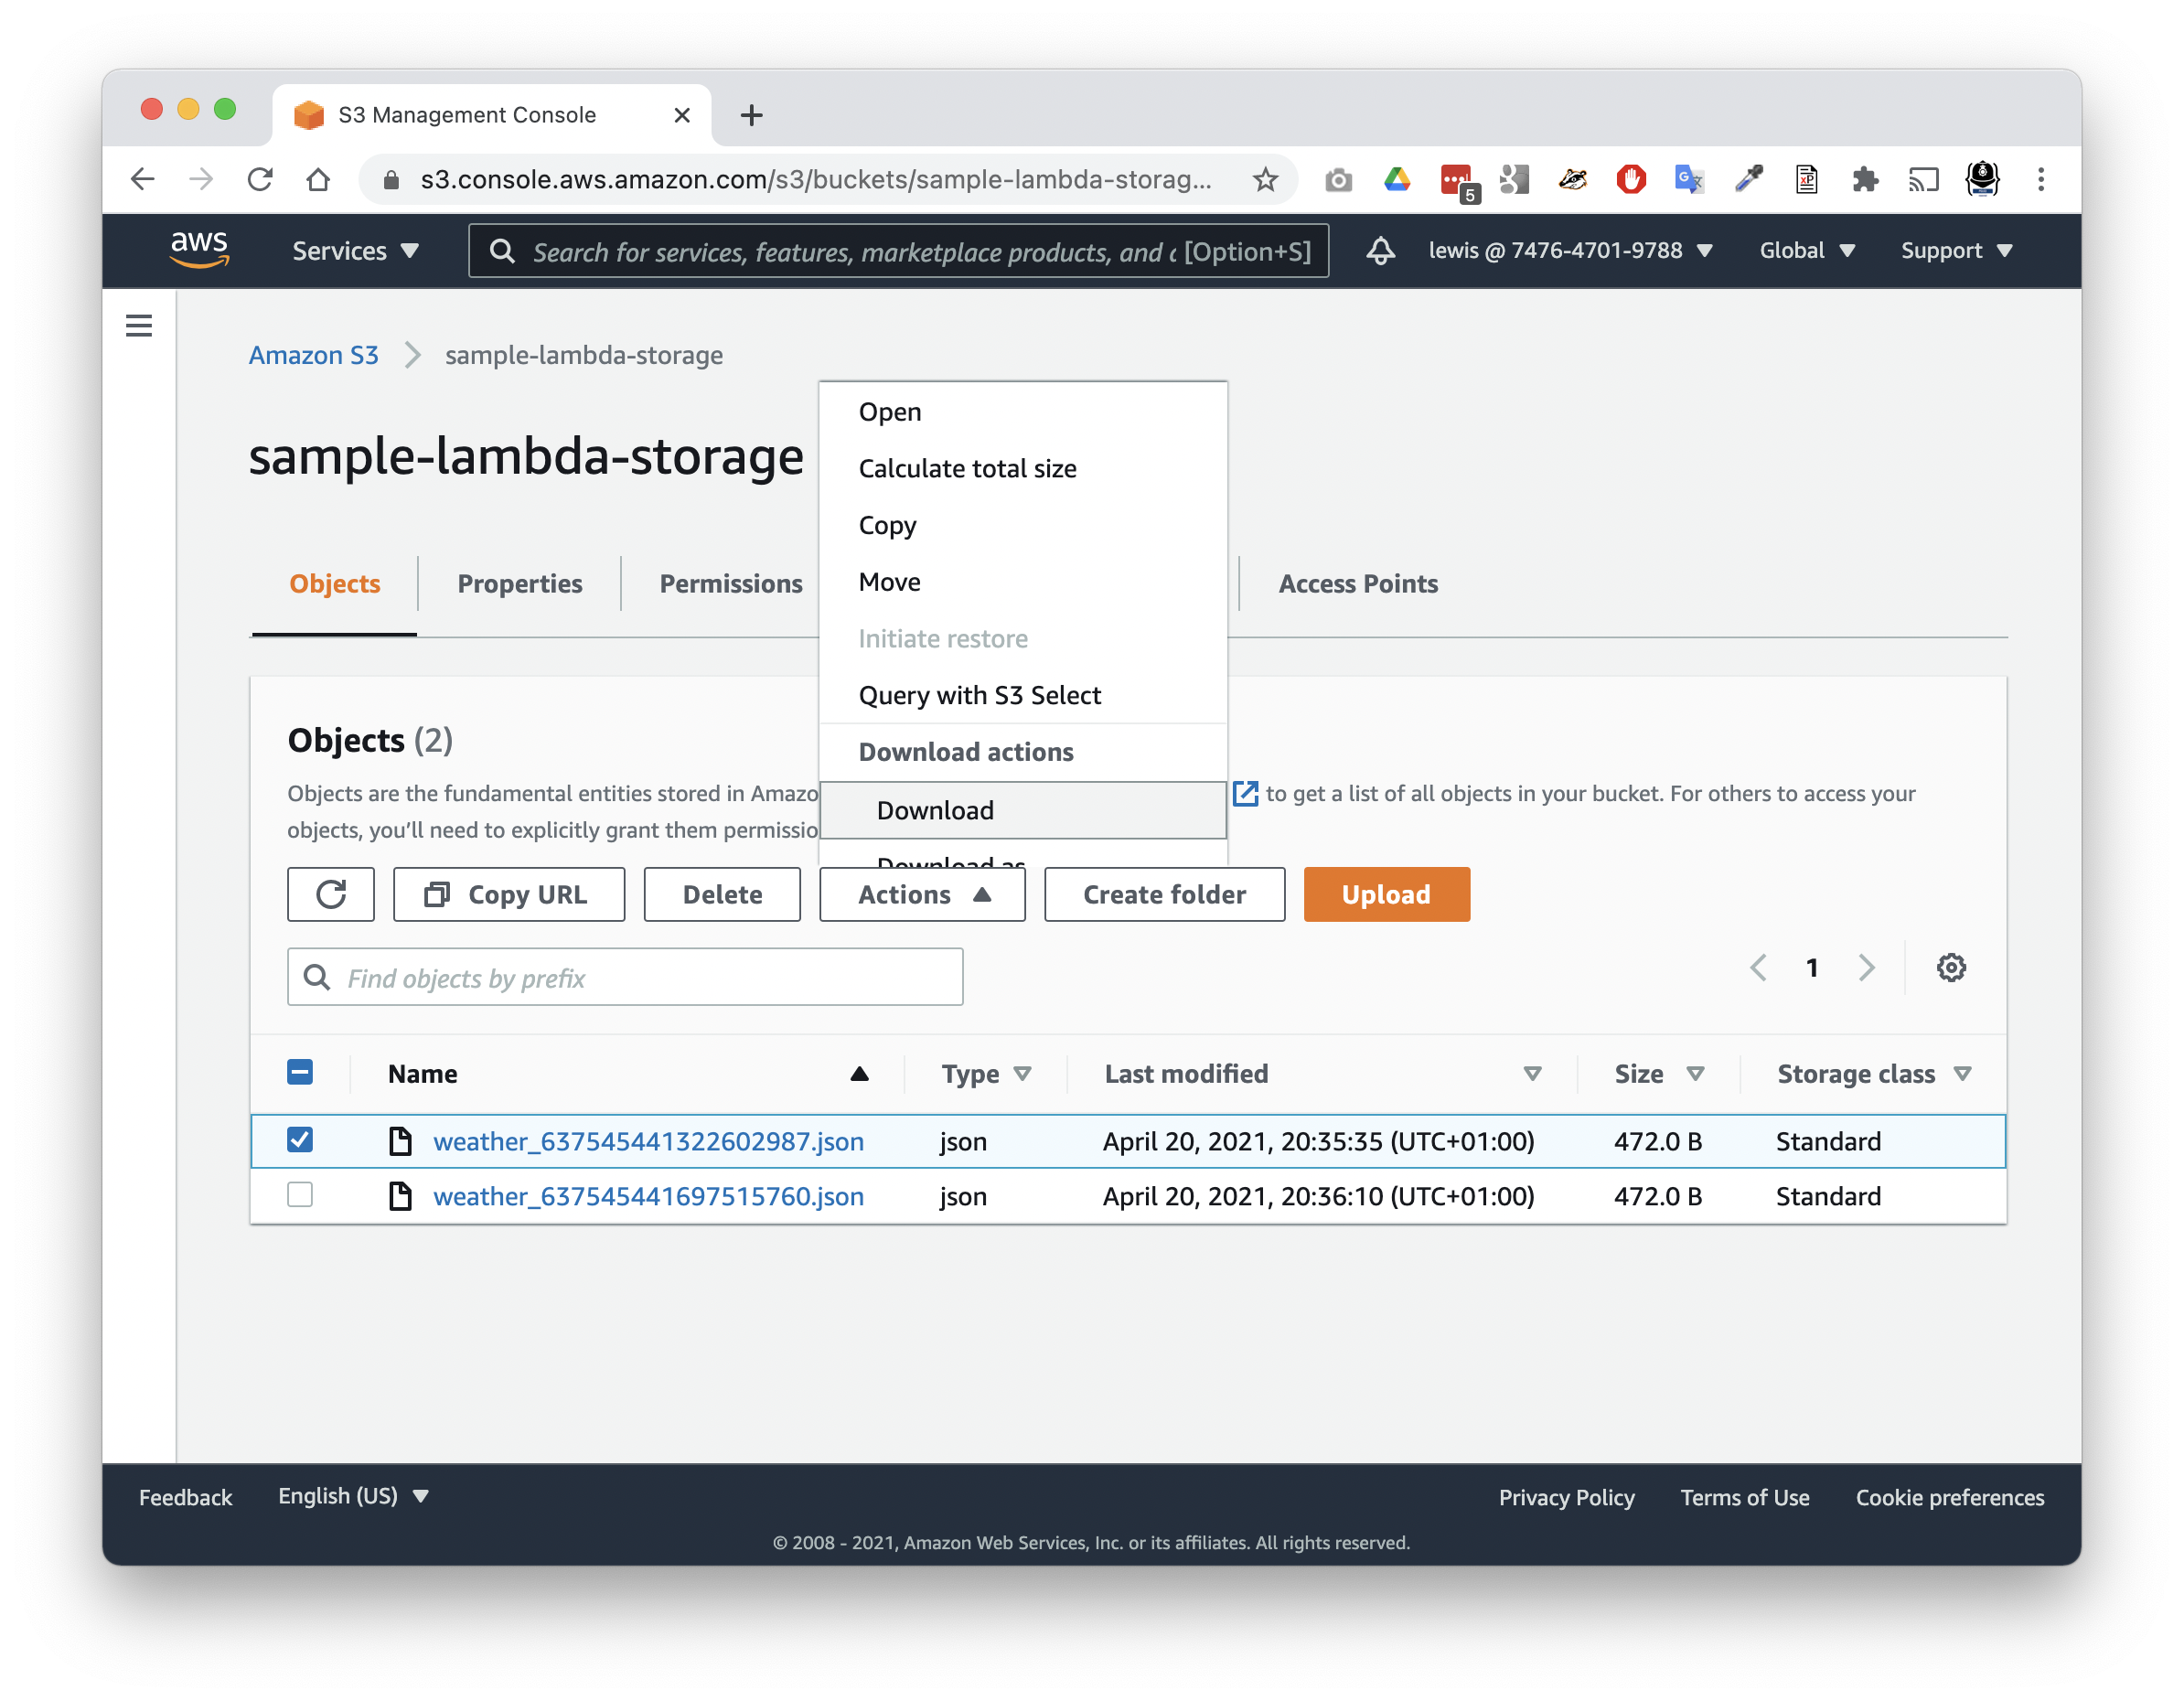 S3 Management Console
s3.console.aws.amazon.com/s3/buckets/sample-lambda-storag...
5
aws Services Search for services, features, marketplace products, and [Option+S] lewis @ 7476-4701-9788 Global Support
Amazon S3 sample-lambda-storage
sample-lambda-storage
Open
Calculate total size
Copy
Move
Initiate restore
Query with S3 Select
Download actions
Download
Download as
Objects Properties Permissions Access Points
Objects (2)
Objects are the fundamental entities stored in Amazo to get a list of all objects in your bucket. For others to access your
objects, you'll need to explicitly grant them permissio
Copy URL Delete Actions Create folder Upload
Find objects by prefix 1
Name Type Last modified Size Storage class
weather_637545441322602987.json json April 20, 2021, 20:35:35 (UTC+01:00) 472.0 B Standard
weather_637545441697515760.json json April 20, 2021, 20:36:10 (UTC+01:00) 472.0 B Standard
Feedback English (US) Privacy Policy Terms of Use Cookie preferences
© 2008 - 2021, Amazon Web Services, Inc. or its affiliates. All rights reserved.